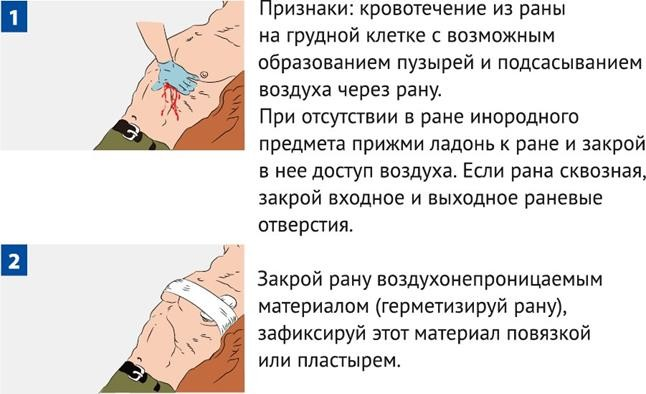 1
Признаки: кровотечение из раны
на грудной клетке с возможным
образованием пузырей и подсасыванием
воздуха через рану.
При отсутствии в ране инородного
предмета прижми ладонь к ране и закрой
в нее доступ воздуха. Если рана сквозная,
закрой входное и выходное раневые
отверстия.
2
Закрой рану воздухонепроницаемым
материалом (герметизируй рану),
зафиксируй этот материал повязкой
или пластырем.